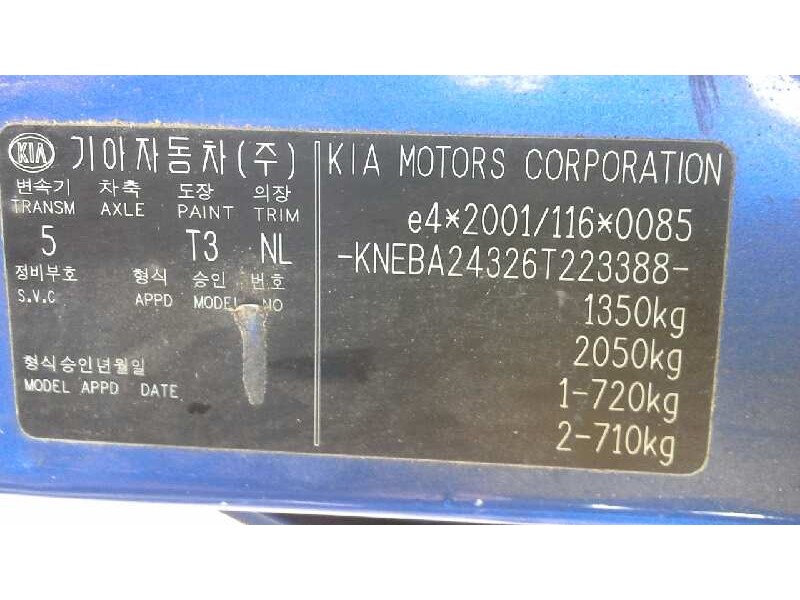 KIA 기아자동차(주)
변속기 차축 도장 의장
TRANSM AXLE PAINT TRIM
5 T3 NL
정비부호 형식 승인 번호
S.V.C APPD MODEL NO
형식승인년월일
MODEL APPD DATE
KIA MOTORS CORPORATION
e4*2001/116*0085
-KNEBA24326T223388-
1350kg
2050kg
1-720kg
2-710kg